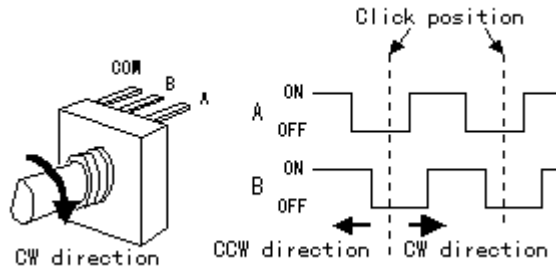 Click position
COM
B
A
A
ON
OFF
B
ON
OFF
CW direction
CCW direction
CW direction